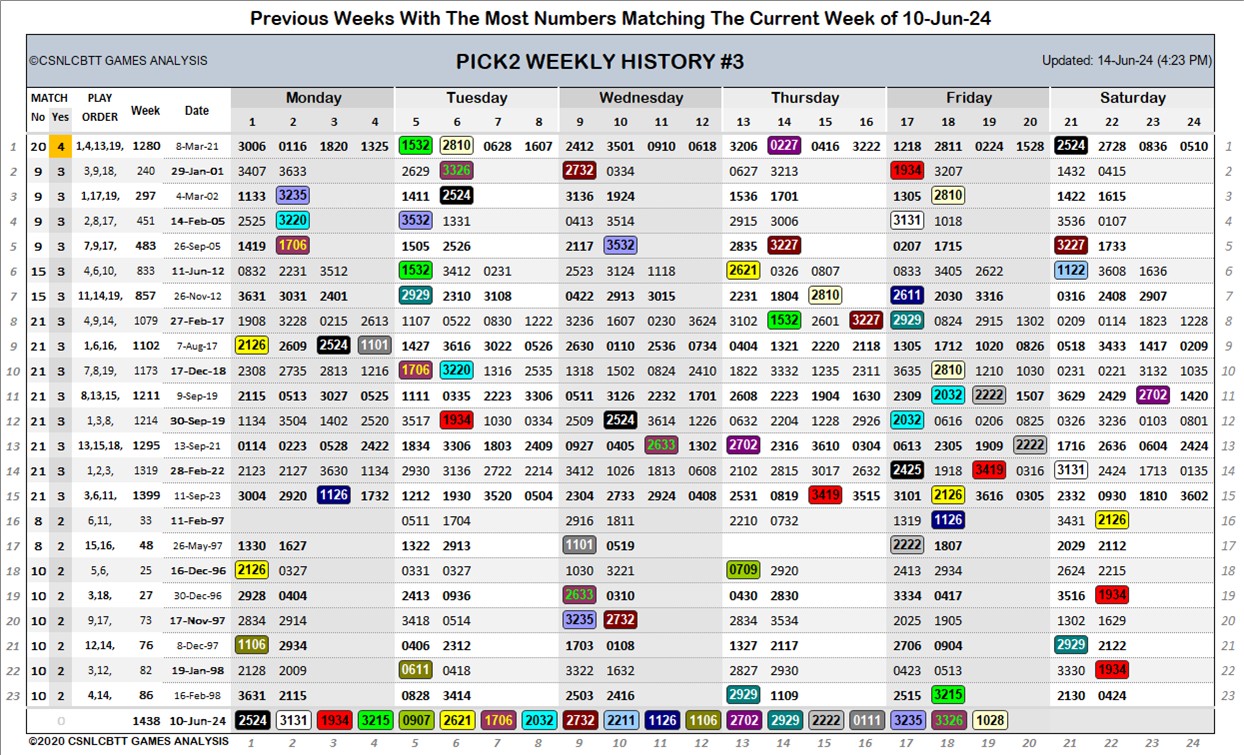 Previous Weeks With The Most Numbers Matching The Current Week of 10-Jun-24
©CSNLCBTT GAMES ANALYSIS PICK2 WEEKLY HISTORY #3 Updated: 14-Jun-24 (4:23 PM)
MATCH PLAY Week Date Monday Tuesday Wednesday Thursday Friday Saturday
No Yes ORDER 1 2 3 4 5 6 7 8 9 10 11 12 13 14 15 16 17 18 19 20 21 22 23 24
1 20 4 1,4,13,19, 1280 8-Mar-21 3006 0116 1820 1325 1532 2810 0628 1607 2412 3501 0910 0618 3206 0227 0416 3222 1218 2811 0224 1528 2524 2728 0836 0510 1
2 9 3 3,9,18, 240 29-Jan-01 3407 3633 2629 3326 2732 0334 0627 3213 1934 3207 1432 0415 2
3 9 3 1,17,19, 297 4-Mar-02 1133 3235 1411 2524 3136 1924 1536 1701 1305 2810 1422 1615 3
4 9 3 2,8,17, 451 14-Feb-05 2525 3220 3532 1331 0413 3514 2915 3006 3131 1018 3536 0107 4
5 9 3 7,9,17, 483 26-Sep-05 1419 1706 1505 2526 2117 3532 2835 3227 0207 1715 3227 1733 5
6 15 3 4,6,10, 833 11-Jun-12 0832 2231 3512 1532 3412 0231 2523 3124 1118 2621 0326 0807 0833 3405 2622 1122 3608 1636 6
7 15 3 11,14,19, 857 26-Nov-12 3631 3031 2401 2929 2310 3108 0422 2913 3015 2231 1804 2810 2611 2030 3316 0316 2408 2907 7
8 21 3 4,9,14, 1079 27-Feb-17 1908 3228 0215 2613 1107 0522 0830 1222 3236 1607 0230 3624 3102 1532 2601 3227 2929 0824 2915 1302 0209 0114 1823 1228 8
9 21 3 1,6,16, 1102 7-Aug-17 2126 2609 2524 1101 1427 3616 3022 0526 2630 0110 2536 0734 0404 1321 2220 2118 1305 1712 1020 0826 0518 3433 1417 0209 9
10 21 3 7,8,19, 1173 17-Dec-18 2308 2735 2813 1216 1706 3220 1316 2535 1318 1502 0824 2410 1822 3332 1235 2311 3635 2810 1210 1030 0231 0221 3132 1035 10
11 21 3 8,13,15, 1211 9-Sep-19 2115 0513 3027 0525 1111 0335 2223 3306 0511 3126 2232 1701 2608 2223 1904 1630 2309 2032 2222 1507 3629 2429 2702 1420 11
12 21 3 1,3,8, 1214 30-Sep-19 1134 3504 1402 2520 3517 1934 1030 0334 2509 2524 3614 1226 0632 2204 1228 2926 2032 0616 0206 0825 0326 3236 0103 0801 12
13 21 3 13,15,18, 1295 13-Sep-21 0114 0223 0528 2422 1834 3306 1803 2409 0927 0405 2633 1302 2702 2316 3610 0304 0613 2305 1909 2222 1716 2536 0604 2424 13
14 21 3 1,2,3, 1319 28-Feb-22 2123 2127 3630 1134 2930 3136 2722 2214 3412 1026 1813 0608 2102 2815 3017 2632 2425 1918 3419 0316 3131 2424 1713 0135 14
15 21 3 3,6,11, 1399 11-Sep-23 3004 2920 1126 1732 1212 1930 3520 0504 2304 2733 2924 0408 2531 0819 3419 3515 3101 2126 3616 0305 2332 0930 1810 3602 15
16 8 2 6,11, 33 11-Feb-97 0511 1704 2916 1811 2210 0732 1319 1126 3431 2126 16
17 8 2 15,16, 48 26-May-97 1330 1627 1322 2913 1101 0519 2222 1807 2029 2112 17
18 10 2 5,6, 25 16-Dec-96 2126 0327 0331 0327 1030 3221 0709 2920 2413 2934 2624 2215 18
19 10 2 3,18, 27 30-Dec-96 2928 0404 2413 0936 2633 0310 0430 2830 3334 0417 3516 1934 19
20 10 2 9,17, 73 17-Nov-97 2834 2914 3418 0514 3235 2732 2834 3534 2025 1905 1302 1629 20
21 10 2 12,14, 76 8-Dec-97 1106 2934 0406 2312 1703 0108 1327 2117 2706 0904 2929 2122 21
22 10 2 3,12, 82 19-Jan-98 2128 2009 0611 0418 3322 1632 2827 2930 0423 0513 3330 1934 22
23 10 2 4,14, 86 16-Feb-98 3631 2115 0828 3414 2503 2416 2929 1109 2515 3215 2130 0424 23
0 1438 10-Jun-24 2524 3131 1934 3215 0907 2621 1706 2032 2732 2211 1126 1106 2702 2929 2222 0111 3235 3326 1028
©2020 CSNLCBTT GAMES ANALYSIS 1 2 3 4 5 6 7 8 9 10 11 12 13 14 15 16 17 18 19 20 21 22 23 24